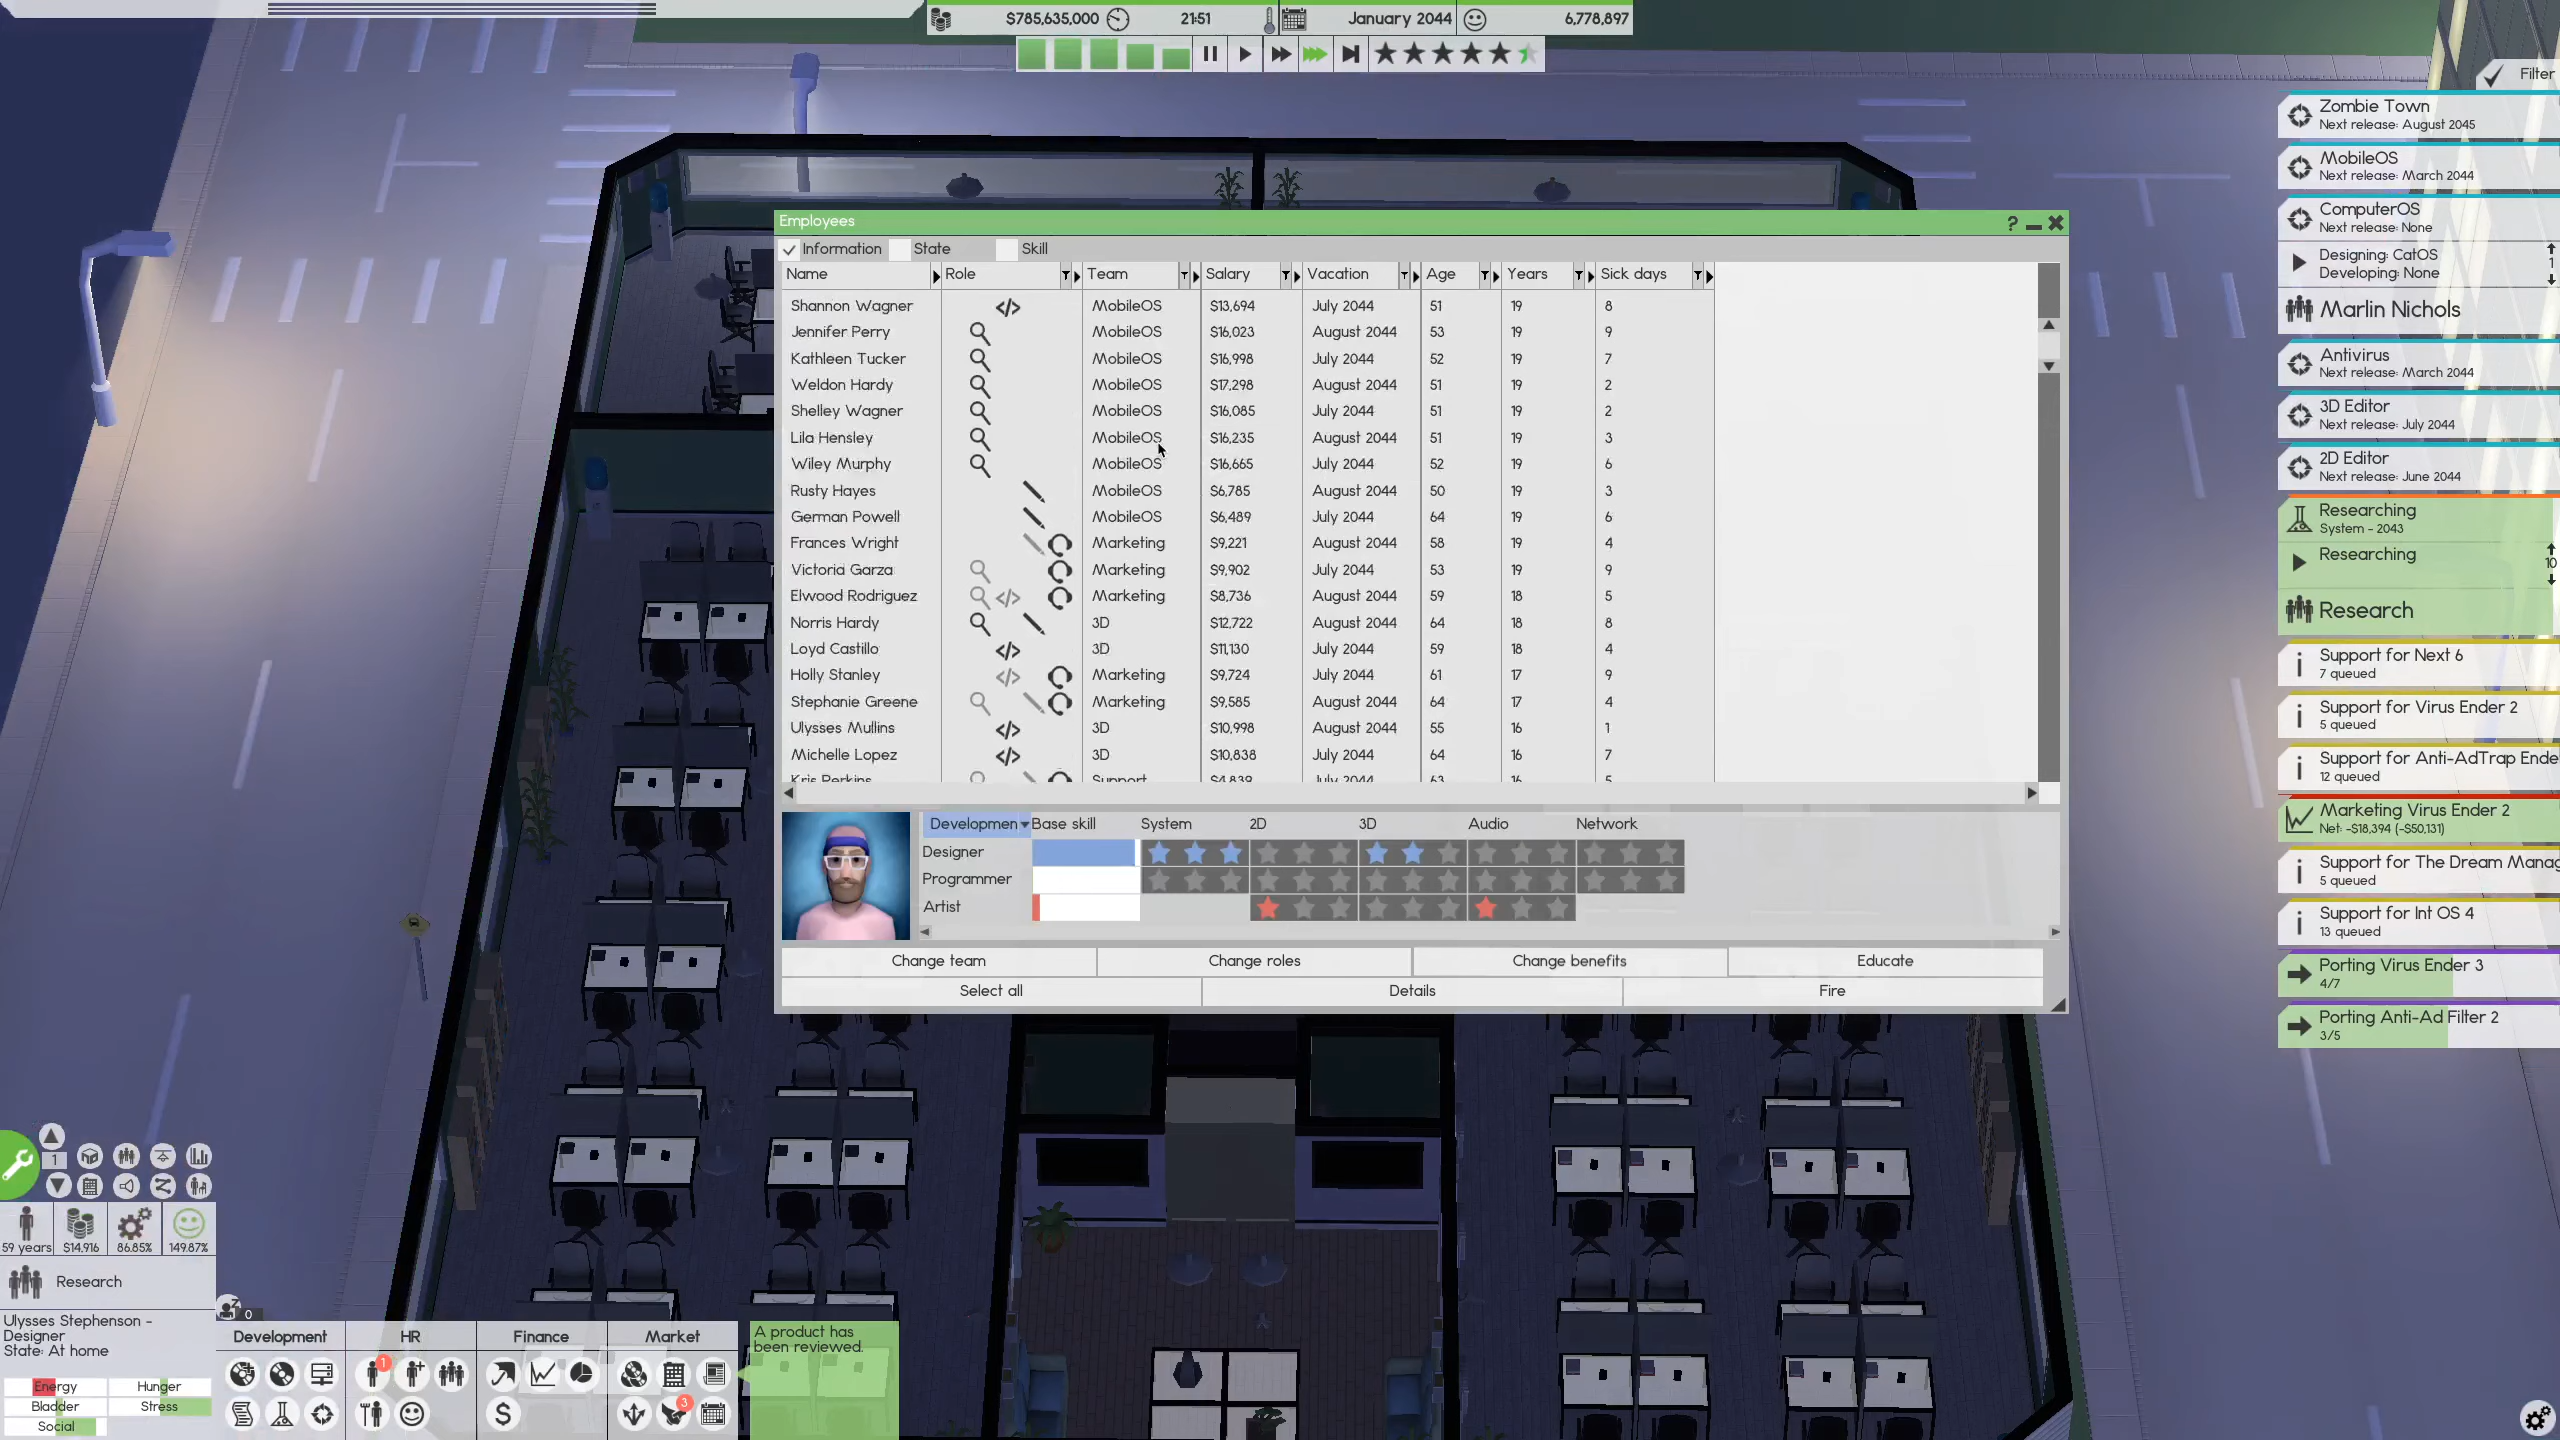 $785,635,000 21:51 January 2044 6,778,897
Filter
Zombie Town
Next release: August 2045
MobileOS
Next release: March 2044
ComputerOS
Next release: None
Designing: CatOS
Developing: None
1
Marlin Nichols
Antivirus
Next release: March 2044
3D Editor
Next release: July 2044
2D Editor
Next release: June 2044
Researching
System - 2043
Researching
10
Research
Support for Next 6
7 queued
Support for Virus Ender 2
5 queued
Support for Anti-AdTrap Ende
12 queued
Marketing Virus Ender 2
Net: -$18,394 (-$50,131)
Support for The Dream Manag
5 queued
Support for Int OS 4
13 queued
Porting Virus Ender 3
4/7
Porting Anti-Ad Filter 2
3/5
Employees ?
Information State Skill
Name Role Team Salary Vacation Age Years Sick days
Shannon Wagner MobileOS $13,694 July 2044 51 19 8
Jennifer Perry MobileOS $16,023 August 2044 53 19 9
Kathleen Tucker MobileOS $16,998 July 2044 52 19 7
Weldon Hardy MobileOS $17,298 August 2044 51 19 2
Shelley Wagner MobileOS $16,085 July 2044 51 19 2
Lila Hensley MobileOS $16,235 August 2044 51 19 3
Wiley Murphy MobileOS $16,665 July 2044 52 19 6
Rusty Hayes MobileOS $6,785 August 2044 50 19 3
German Powell MobileOS $6,489 July 2044 64 19 6
Frances Wright Marketing $9,221 August 2044 58 19 4
Victoria Garza Marketing $9,902 July 2044 53 19 9
Elwood Rodriguez Marketing $8,736 August 2044 59 18 5
Norris Hardy 3D $12,722 August 2044 64 18 8
Loyd Castillo 3D $11,130 July 2044 59 18 4
Holly Stanley Marketing $9,724 July 2044 61 17 9
Stephanie Greene Marketing $9,585 August 2044 64 17 4
Ulysses Mullins 3D $10,998 August 2044 55 16 1
Michelle Lopez 3D $10,838 July 2044 64 16 7
Kris Perkins Support $4,839 July 2044 63 16 5
Developmen Base skill System 2D 3D Audio Network
Designer
Programmer
Artist
Change team Change roles Change benefits Educate
Select all Details Fire
1
59 years $14,916 86.85% 149.87%
Research
Ulysses Stephenson -
Designer
State: At home
Energy Hunger
Bladder Stress
Social
Z
0
Development HR Finance Market
1
3
A product has
been reviewed.